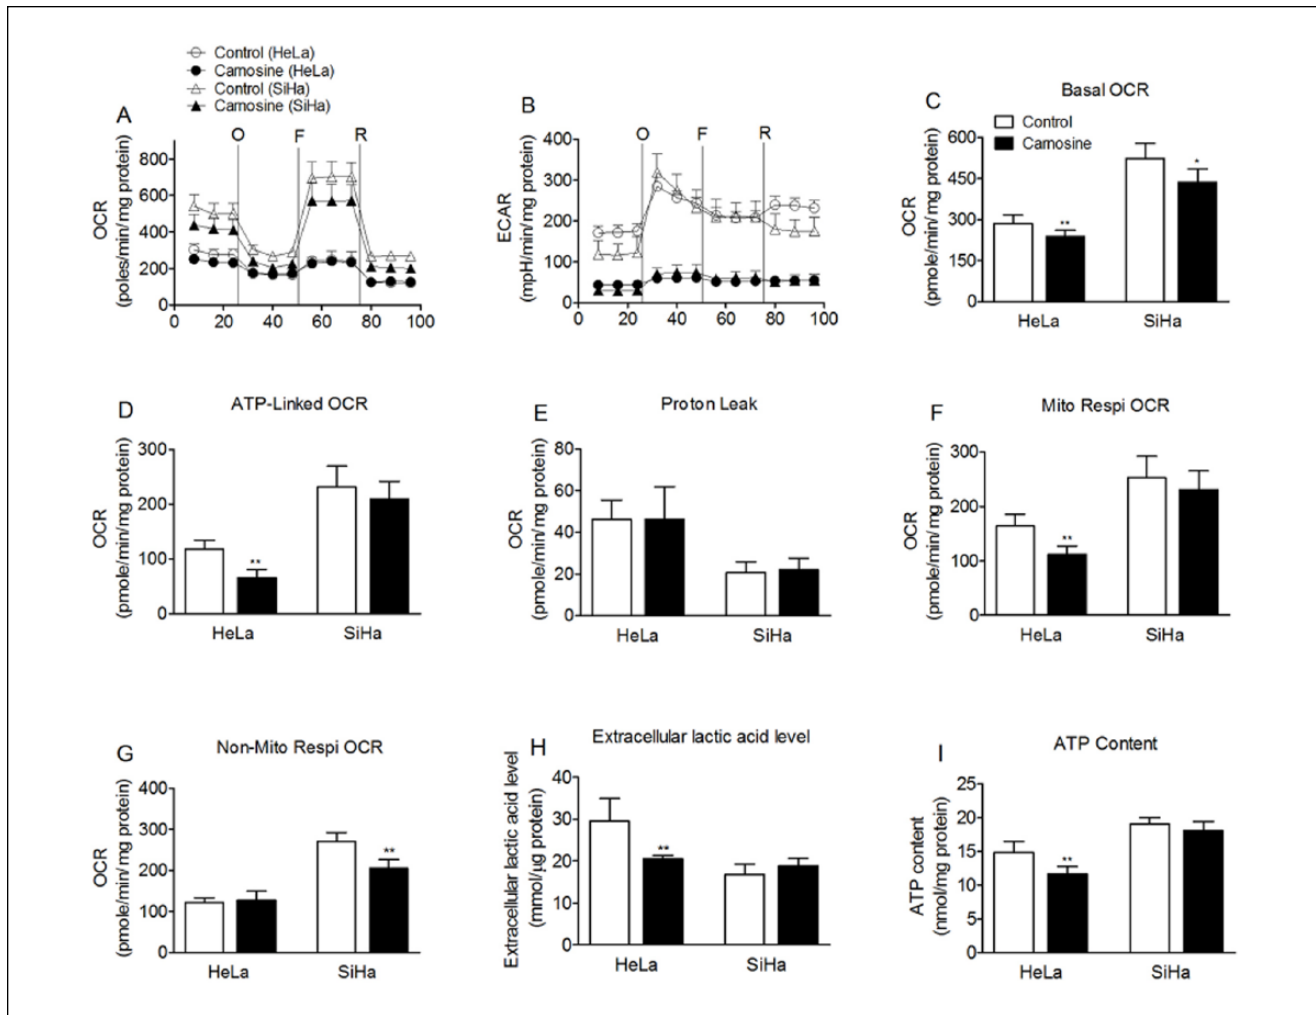 Control (HeLa)
Carnosine (HeLa)
Control (SiHa)
Carnosine (SiHa)
A
O F R
OCR
(poles/min/mg protein)
800
600
400
200
0
0 20 40 60 80 100
B
O F R
ECAR
(mpH/min/mg protein)
400
300
200
100
0
0 20 40 60 80 100
C
Basal OCR
Control
Carnosine
OCR
(pmole/min/mg protein)
600
450
300
150
0
**
*
HeLa SiHa
D
ATP-Linked OCR
OCR
(pmole/min/mg protein)
300
200
100
0
**
HeLa SiHa
E
Proton Leak
OCR
(pmole/min/mg protein)
80
60
40
20
0
HeLa SiHa
F
Mito Respi OCR
OCR
(pmole/min/mg protein)
300
200
100
0
**
HeLa SiHa
G
Non-Mito Respi OCR
OCR
(pmole/min/mg protein)
400
300
200
100
0
**
HeLa SiHa
H
Extracellular lactic acid level
Extracellular lactic acid level
(mmol/μg protein)
40
30
20
10
0
**
HeLa SiHa
I
ATP Content
ATP content
(nmol/mg protein)
25
20
15
10
5
0
**
HeLa SiHa